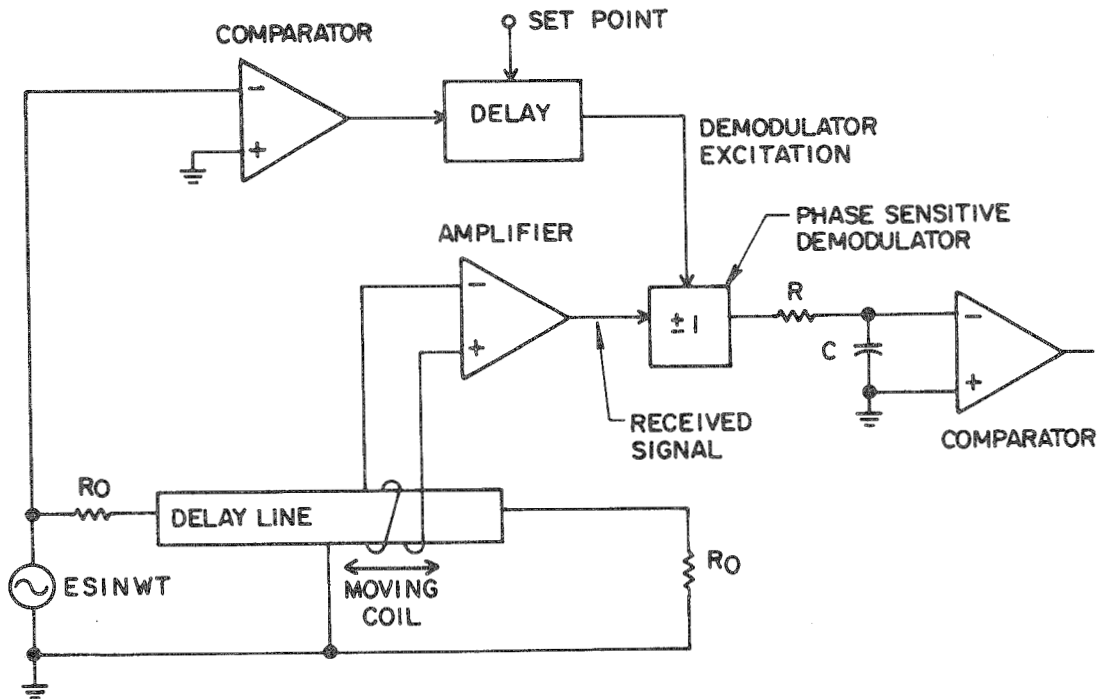 SET POINT
COMPARATOR
−
+
DELAY
DEMODULATOR
EXCITATION
PHASE SENSITIVE
DEMODULATOR
AMPLIFIER
−
+
±1
R
C
−
+
COMPARATOR
RECEIVED
SIGNAL
RO
DELAY LINE
MOVING
COIL
RO
ESINWT